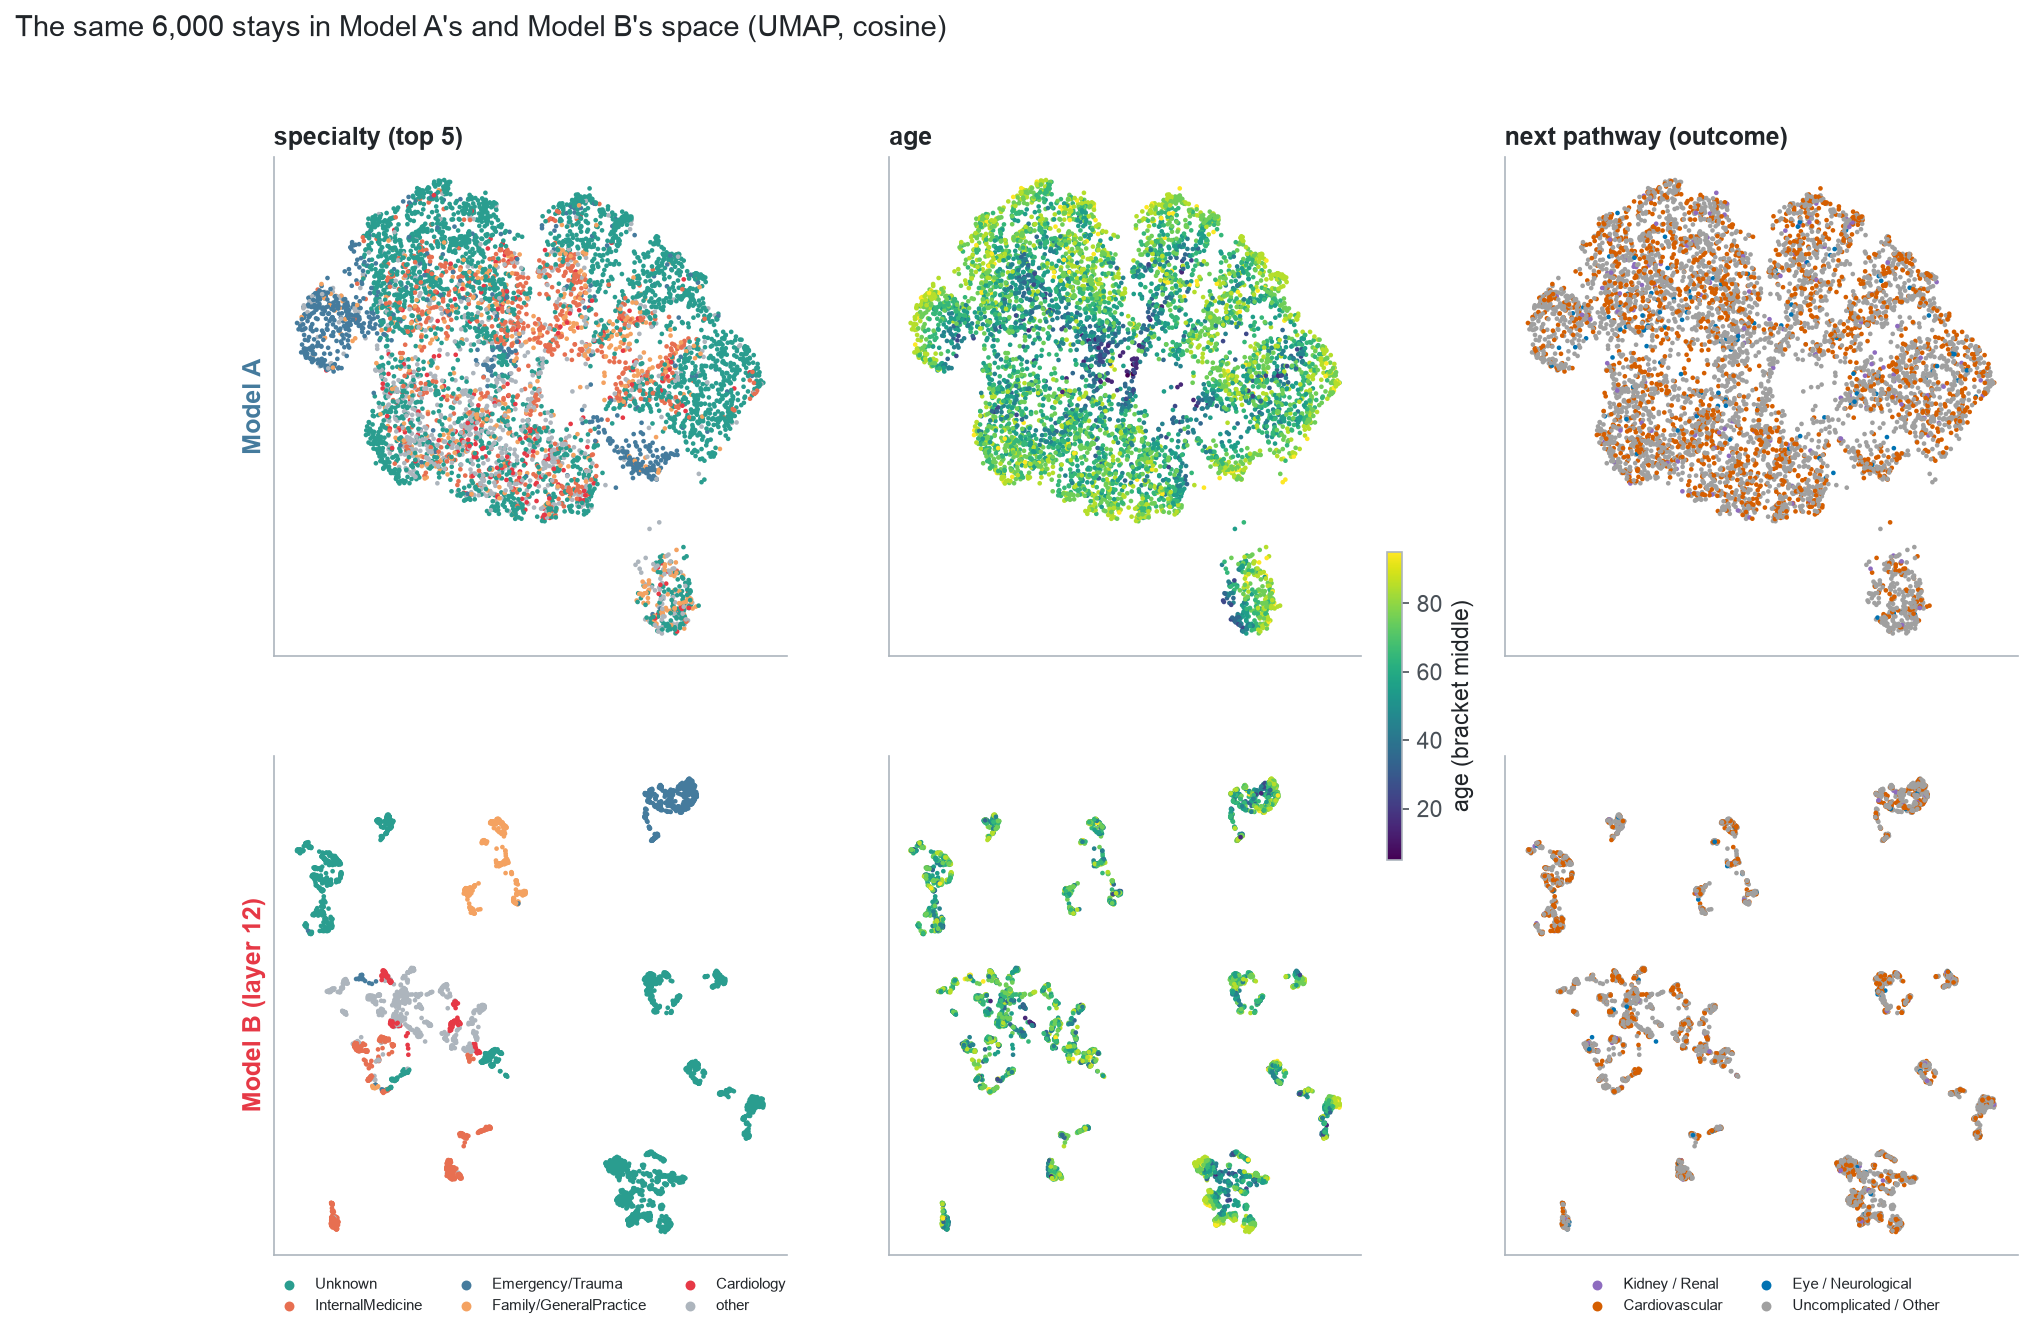 The same 6,000 stays in Model A's and Model B's space (UMAP, cosine)
specialty (top 5)
age
next pathway (outcome)
Model A
80
60
40
20
age (bracket middle)
Model B (layer 12)
Unknown
Emergency/Trauma
Cardiology
InternalMedicine
Family/GeneralPractice
other
Kidney / Renal
Eye / Neurological
Cardiovascular
Uncomplicated / Other